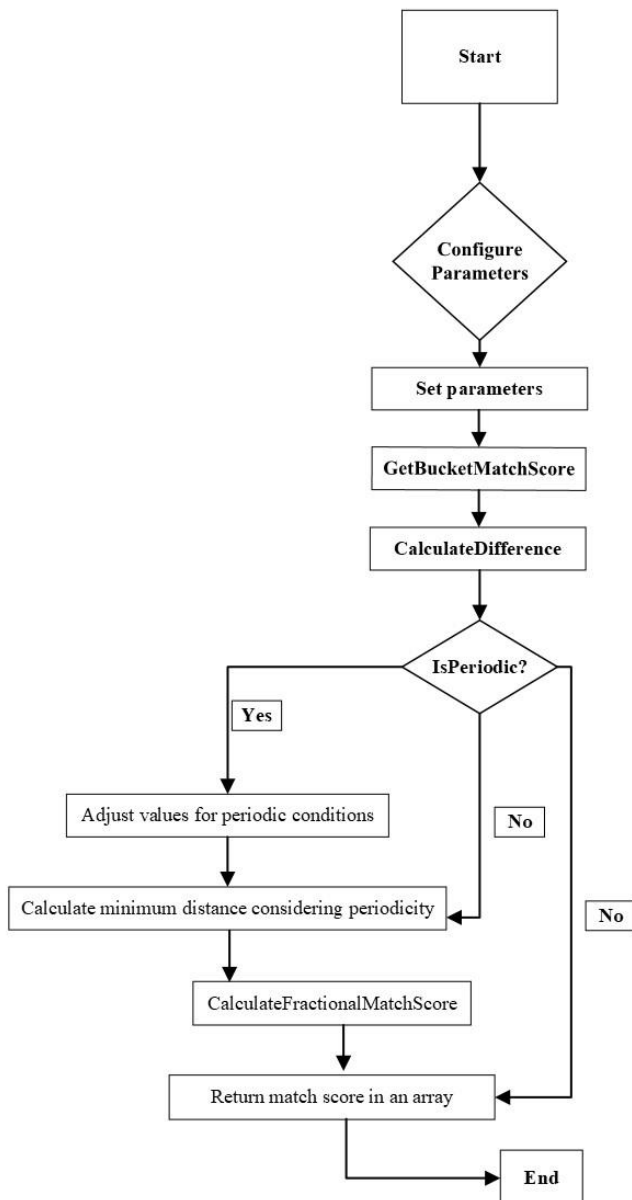 Start
Configure
Parameters
Set parameters
GetBucketMatchScore
CalculateDifference
IsPeriodic?
Yes
Adjust values for periodic conditions
No
Calculate minimum distance considering periodicity
No
CalculateFractionalMatchScore
Return match score in an array
End